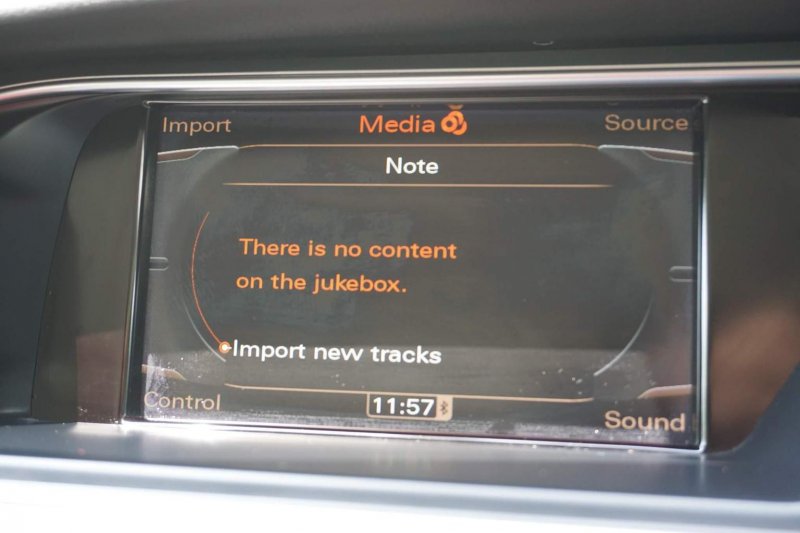 Import
Media
Source
Note
There is no content
on the jukebox.
Import new tracks
Control
11:57
Sound